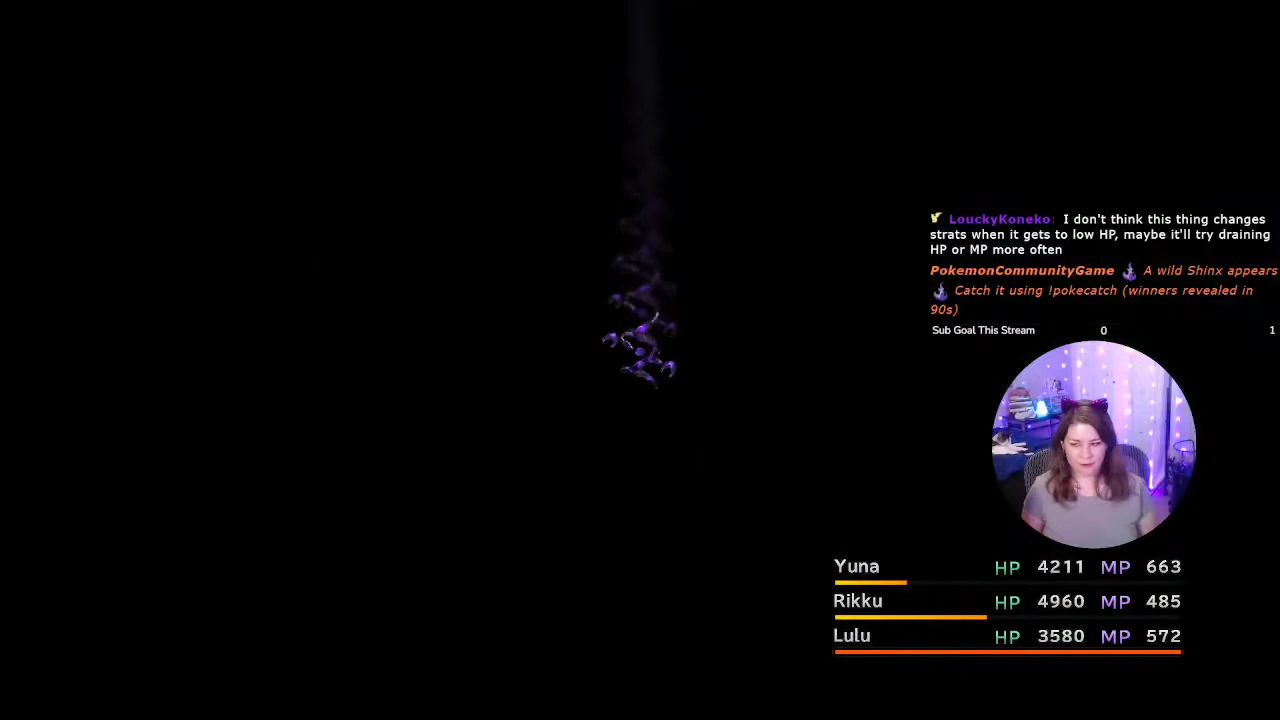 LouckyKoneko: I don't think this thing changes
strats when it gets to low HP, maybe it'll try draining
HP or MP more often
PokemonCommunityGame A wild Shinx appears
Catch it using !pokecatch (winners revealed in
90s)
Sub Goal This Stream 0 1
Yuna HP 4211 MP 663
Rikku HP 4960 MP 485
Lulu HP 3580 MP 572